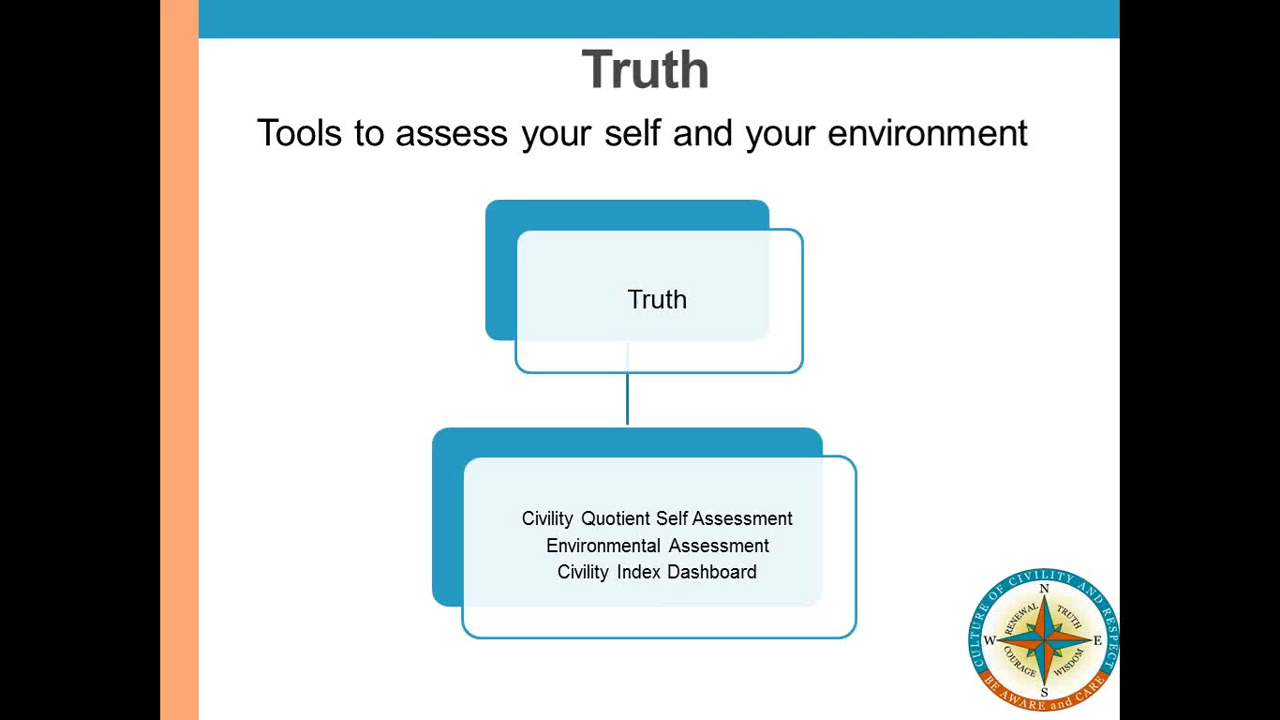 Truth
Tools to assess your self and your environment
Truth
Civility Quotient Self Assessment
Environmental Assessment
Civility Index Dashboard
CULTURE OF CIVILITY AND RESPECT
N
RENEWAL
TRUTH
W
E
COURAGE
WISDOM
S
BE AWARE and CARE